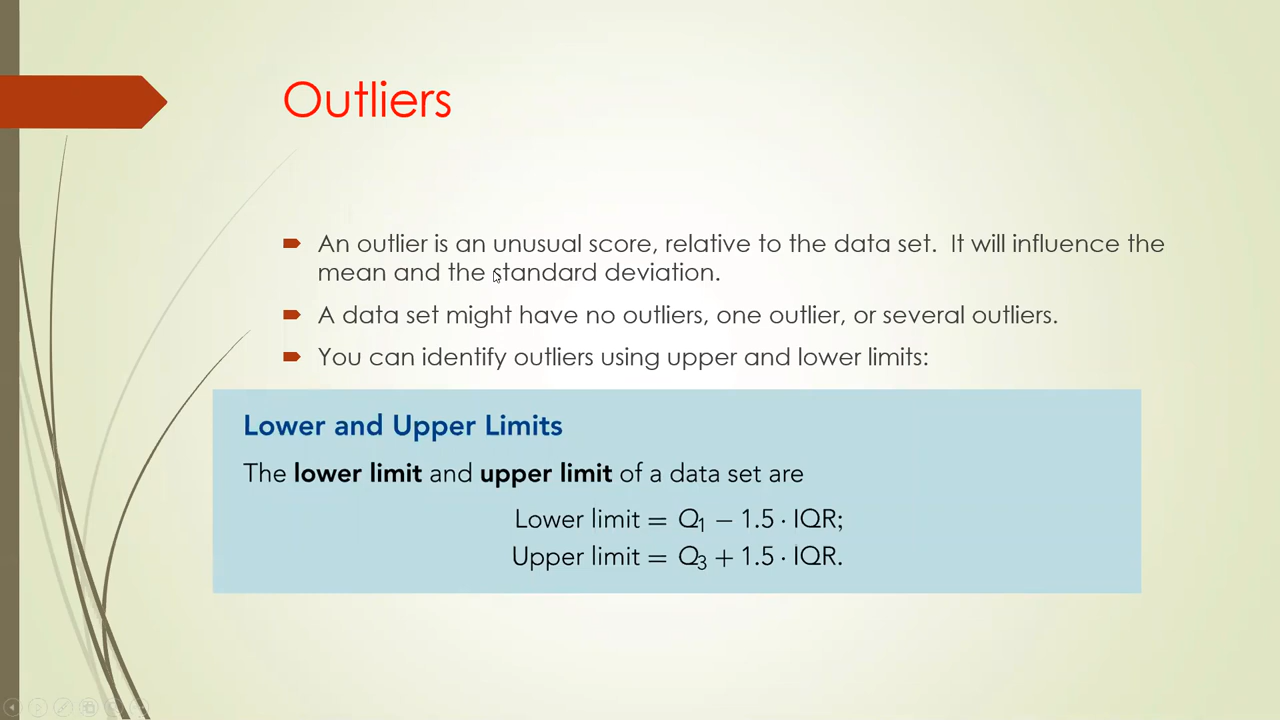 Outliers
An outlier is an unusual score, relative to the data set.  It will influence the
mean and the standard deviation.
A data set might have no outliers, one outlier, or several outliers.
You can identify outliers using upper and lower limits:
Lower and Upper Limits
The lower limit and upper limit of a data set are
Lower limit = Q₁ − 1.5 · IQR;
Upper limit = Q₃ + 1.5 · IQR.